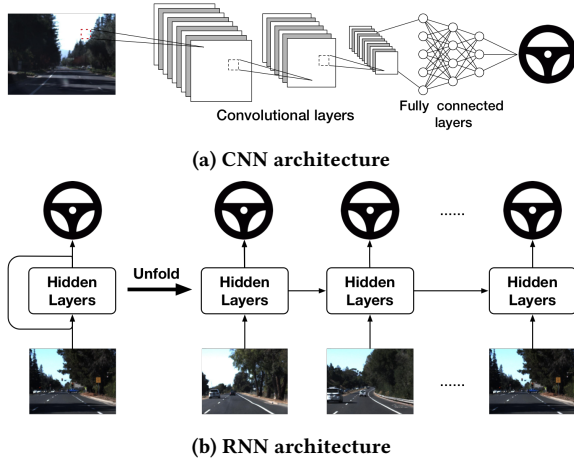 Convolutional layers
Fully connected
layers
(a) CNN architecture
......
Unfold
Hidden
Layers
Hidden
Layers
Hidden
Layers
Hidden
Layers
......
(b) RNN architecture